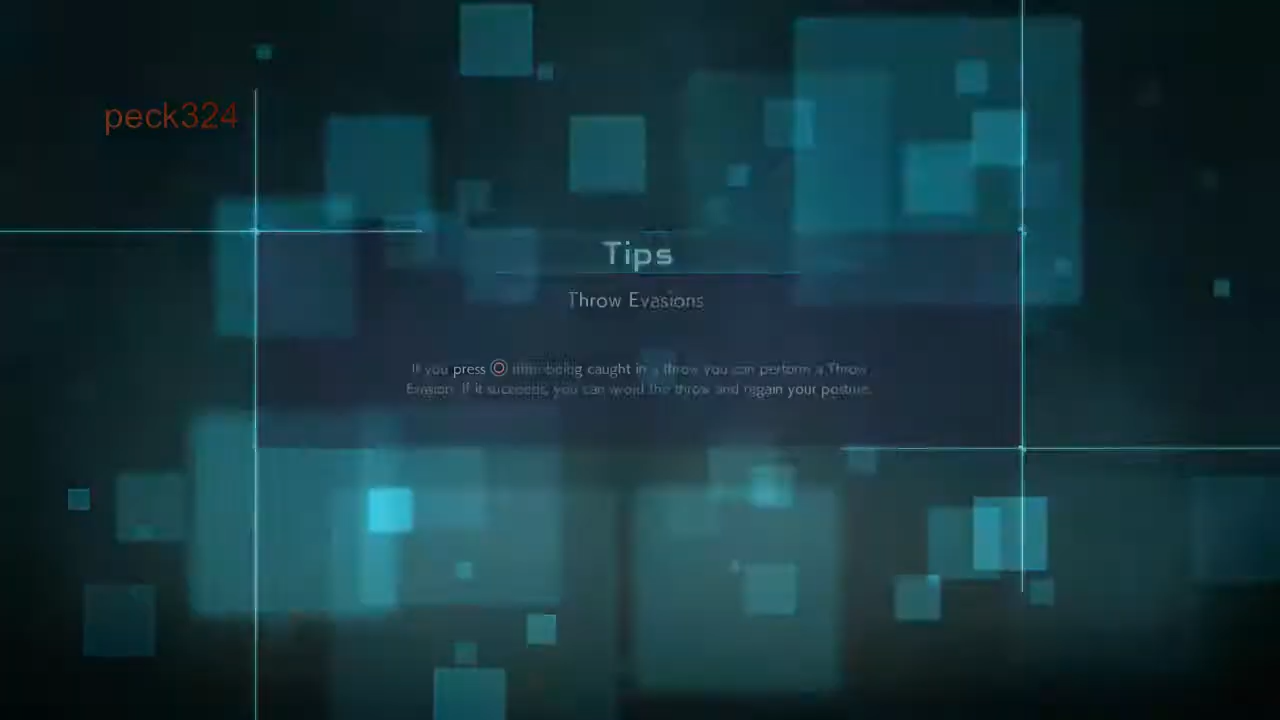 peck324
Tips
Throw Evasions
If you press after being caught in a throw you can perform a Throw
Evasion. If it succeeds, you can avoid the throw and regain your posture.